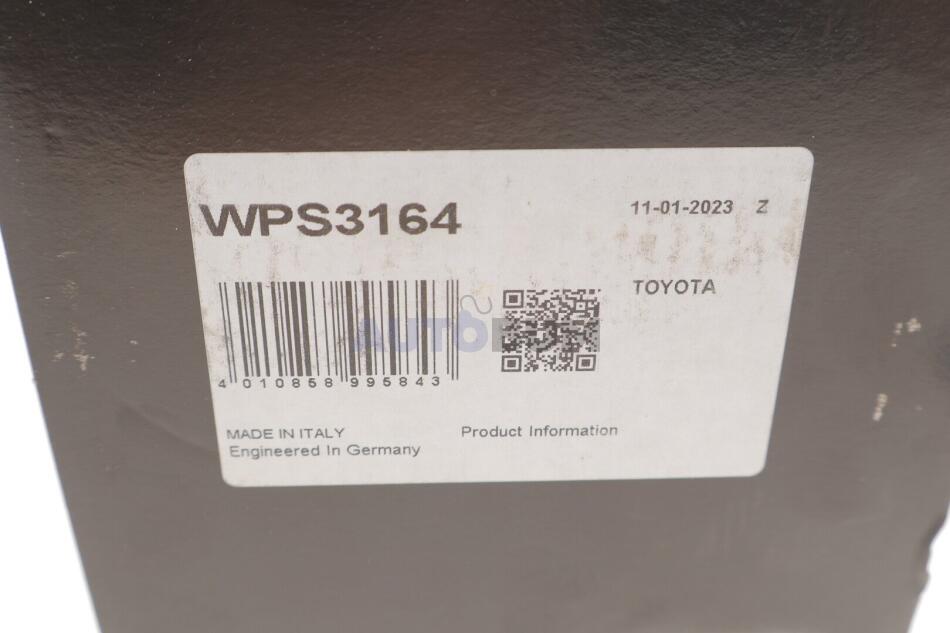 WPS3164
11-01-2023 Z
TOYOTA
4 010858 995843
MADE IN ITALY
Engineered In Germany
Product Information